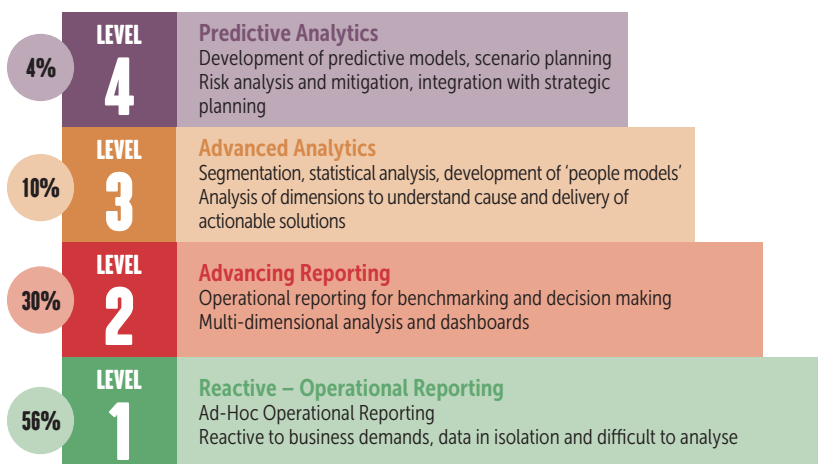 4%
LEVEL
4
Predictive Analytics
Development of predictive models, scenario planning
Risk analysis and mitigation, integration with strategic
planning
10%
LEVEL
3
Advanced Analytics
Segmentation, statistical analysis, development of ‘people models’
Analysis of dimensions to understand cause and delivery of
actionable solutions
30%
LEVEL
2
Advancing Reporting
Operational reporting for benchmarking and decision making
Multi-dimensional analysis and dashboards
56%
LEVEL
1
Reactive – Operational Reporting
Ad-Hoc Operational Reporting
Reactive to business demands, data in isolation and difficult to analyse